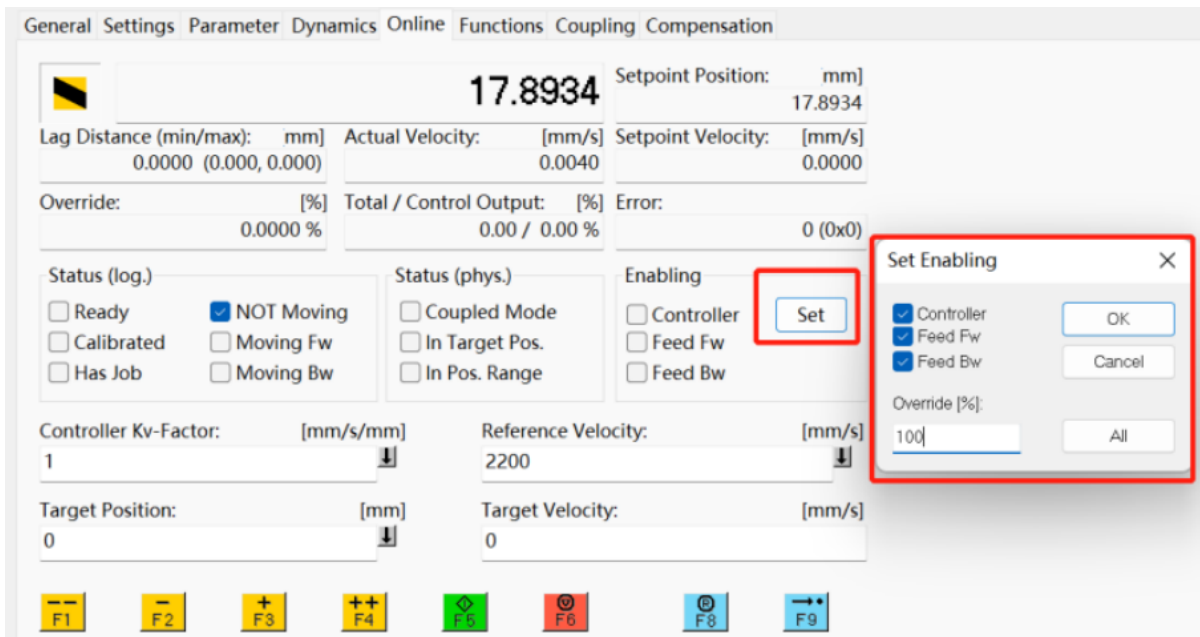 General Settings Parameter Dynamics Online Functions Coupling Compensation
17.8934
Setpoint Position: mm]
17.8934
Lag Distance (min/max): mm] Actual Velocity: [mm/s] Setpoint Velocity: [mm/s]
0.0000 (0.000, 0.000) 0.0040 0.0000
Override: [%] Total / Control Output: [%] Error:
0.0000 % 0.00 / 0.00 % 0 (0x0)
Status (log.) Status (phys.) Enabling
Ready NOT Moving Coupled Mode Controller Set
Calibrated Moving Fw In Target Pos. Feed Fw
Has Job Moving Bw In Pos. Range Feed Bw
Controller Kv-Factor: [mm/s/mm] Reference Velocity: [mm/s]
1 2200
Target Position: [mm] Target Velocity: [mm/s]
0 0
-- - + ++
F1 F2 F3 F4 F5 F6 F8 F9
Set Enabling
Controller OK
Feed Fw
Feed Bw Cancel
Override [%]:
100 All